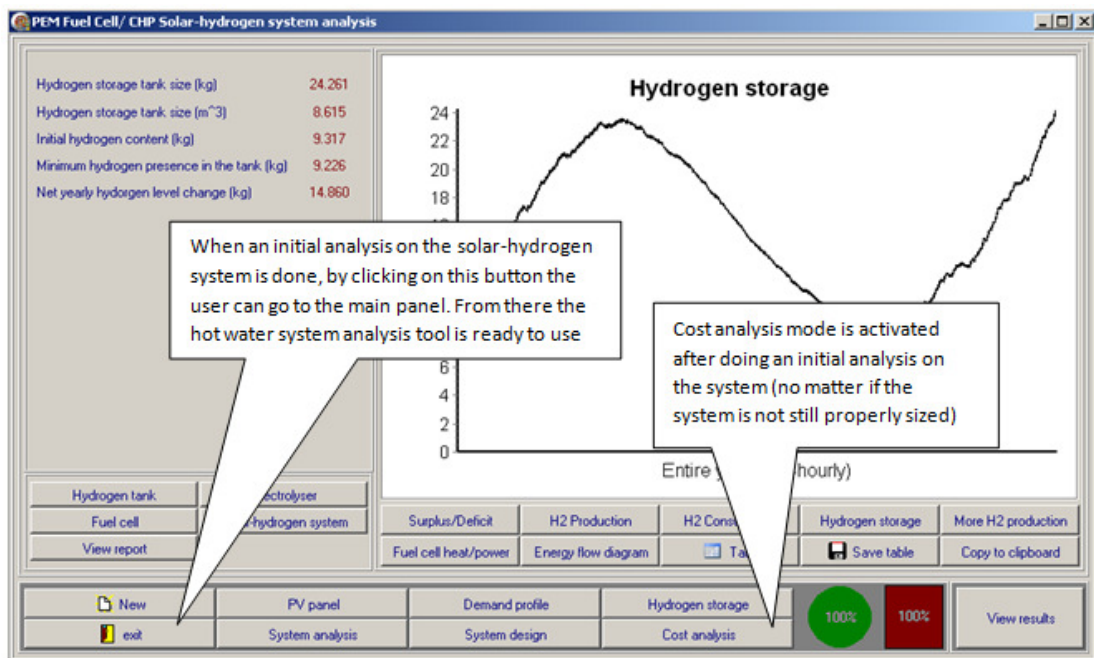 PEM Fuel Cell/ CHP Solar-hydrogen system analysis
Hydrogen storage tank size (kg) 24.261
Hydrogen storage tank size (m^3) 8.615
Initial hydrogen content (kg) 9.317
Minimum hydrogen presence in the tank (kg) 9.226
Net yearly hydorgen level change (kg) 14.860
Hydrogen storage
24
22
20
18
6
4
2
0
Entire
hourly)
When an initial analysis on the solar-hydrogen
system is done, by clicking on this button the
user can go to the main panel. From there the
hot water system analysis tool is ready to use
Cost analysis mode is activated
after doing an initial analysis on
the system (no matter if the
system is not still properly sized)
Hydrogen tank
Fuel cell -hydrogen system
View report
Surplus/Deficit H2 Production H2 Hydrogen storage More H2 production
Fuel cell heat/power Energy flow diagram Save table Copy to clipboard
New PV panel Demand profile Hydrogen storage
exit System analysis System design Cost analysis
100% 100%
View results